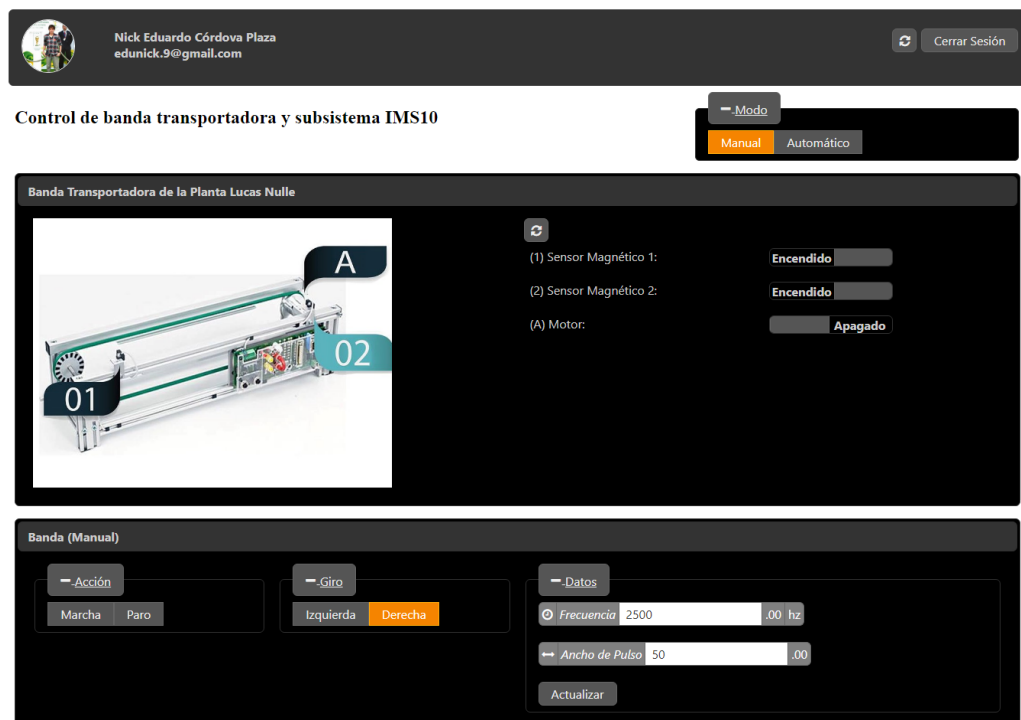 Nick Eduardo Córdova Plaza
edunick.9@gmail.com
Cerrar Sesión
Control de banda transportadora y subsistema IMS10
Modo
Manual Automático
Banda Transportadora de la Planta Lucas Nulle
A
02
01
(1) Sensor Magnético 1: Encendido
(2) Sensor Magnético 2: Encendido
(A) Motor: Apagado
Banda (Manual)
Acción
Marcha Paro
Giro
Izquierda Derecha
Datos
Frecuencia 2500 .00 hz
Ancho de Pulso 50 .00
Actualizar